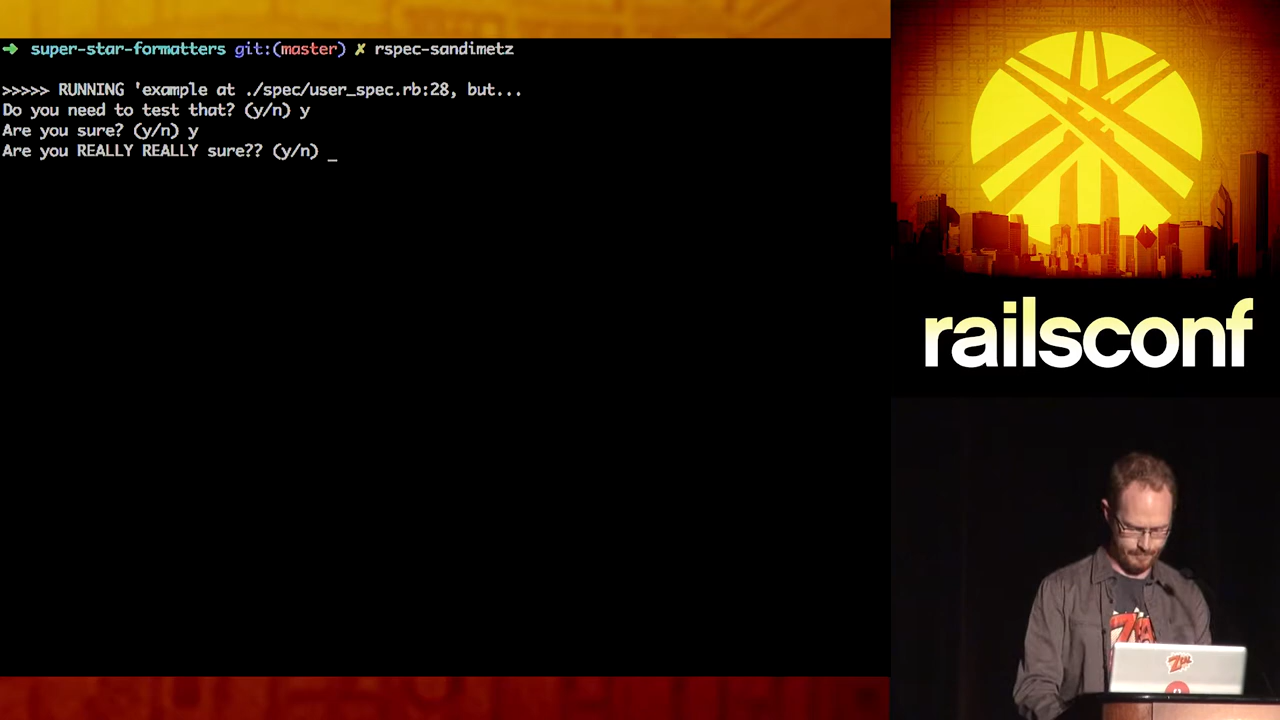 ➜ super-star-formatters git:(master) ✗ rspec-sandimetz
>>>>> RUNNING 'example at ./spec/user_spec.rb:28, but...
Do you need to test that? (y/n) y
Are you sure? (y/n) y
Are you REALLY REALLY sure?? (y/n) _
railsconf